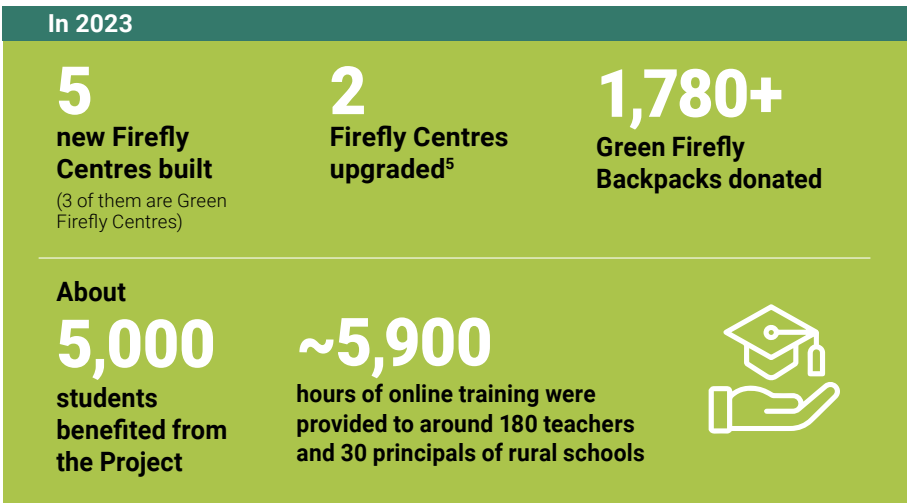 In 2023
5
new Firefly
Centres built
(3 of them are Green
Firefly Centres)
2
Firefly Centres
upgraded⁵
1,780+
Green Firefly
Backpacks donated
About
5,000
students
benefited from
the Project
~5,900
hours of online training were
provided to around 180 teachers
and 30 principals of rural schools